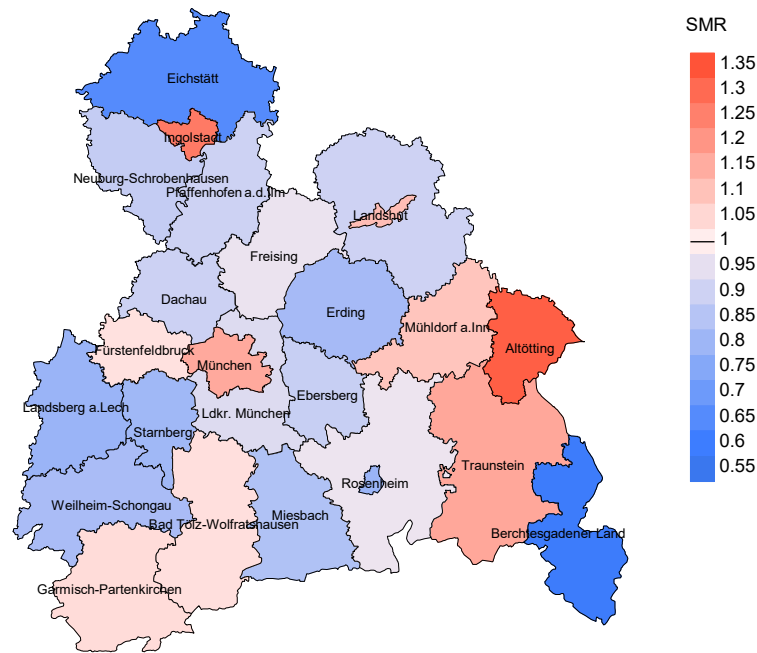 SMR
1.35
1.3
1.25
1.2
1.15
1.1
1.05
1
0.95
0.9
0.85
0.8
0.75
0.7
0.65
0.6
0.55
Eichstätt
Ingolstadt
Neuburg-Schrobenhausen
Pfaffenhofen a.d.Ilm
Landshut
Freising
Dachau
Erding
Mühldorf a.Inn
Altötting
Fürstenfeldbruck
München
Ebersberg
Landsberg a.Lech
Ldkr. München
Starnberg
Traunstein
Rosenheim
Weilheim-Schongau
Miesbach
Bad Tölz-Wolfratshausen
Berchtesgadener Land
Garmisch-Partenkirchen